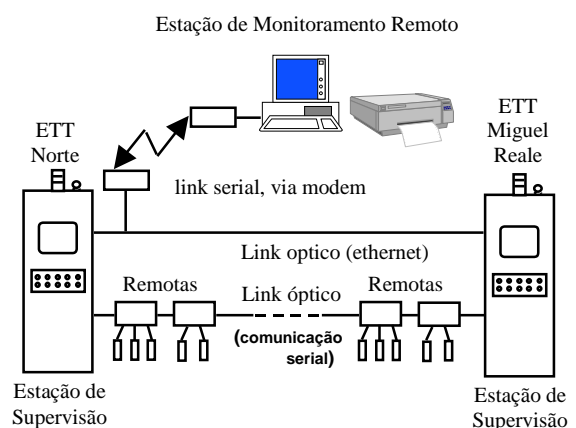 Estação de Monitoramento Remoto
ETT
Norte
ETT
Miguel
Reale
link serial, via modem
Link optico (ethernet)
Remotas
Link óptico
Remotas
(comunicação
serial)
Estação de
Supervisão
Estação de
Supervisão